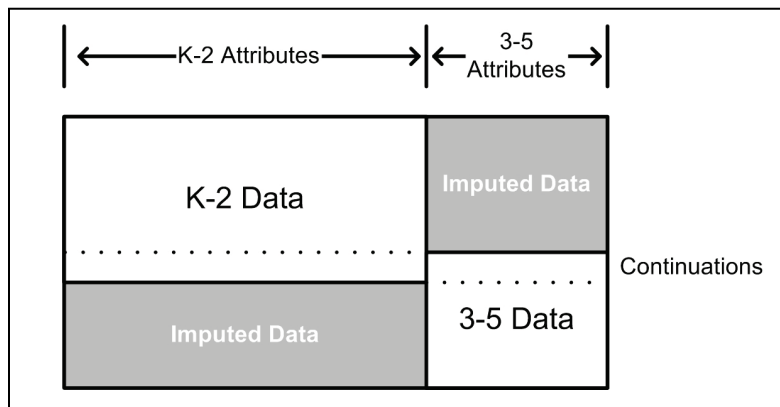 K-2 Attributes
3-5
Attributes
K-2 Data
Imputed Data
Continuations
Imputed Data
3-5 Data